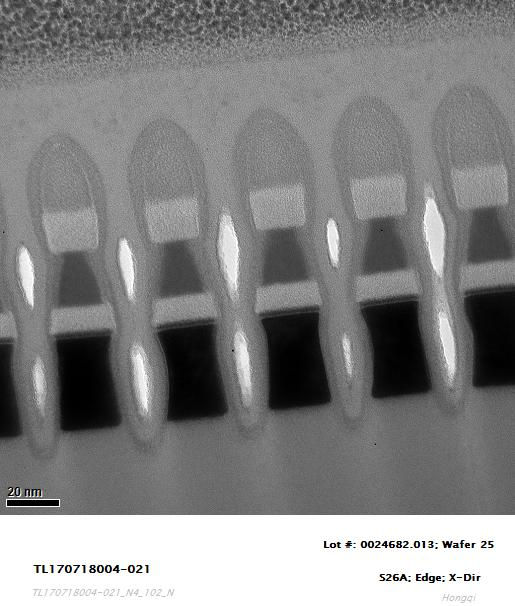 20 nm
Lot #: 0024682.013; Wafer 25
TL170718004-021
S26A; Edge; X-Dir
TL170718004-021_N4_102_N
Hongqi